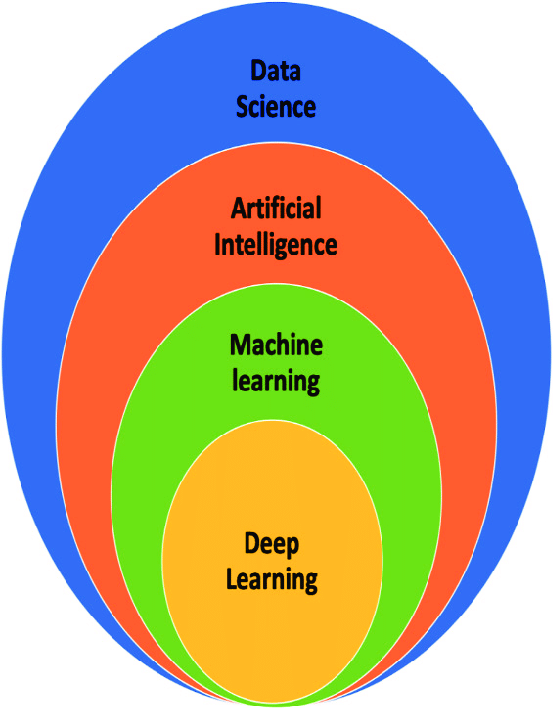 Data
Science
Artificial
Intelligence
Machine
learning
Deep
Learning